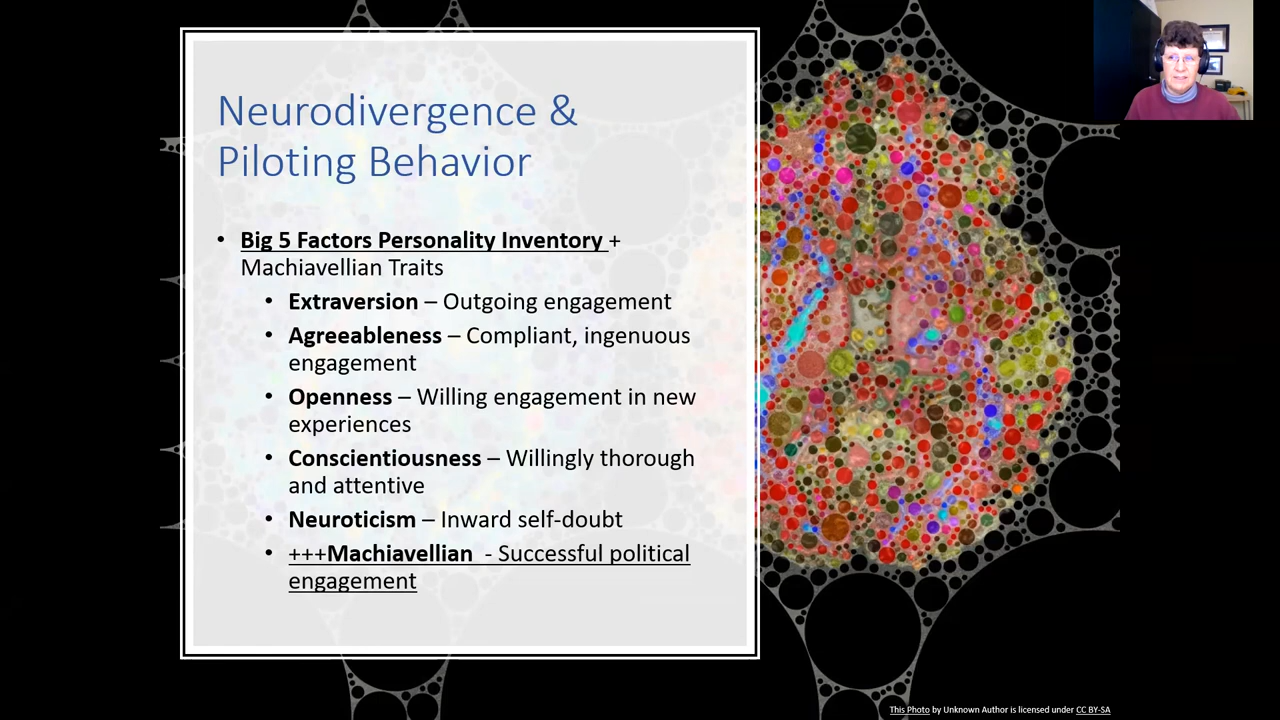 Neurodivergence &
Piloting Behavior
• Big 5 Factors Personality Inventory +
Machiavellian Traits
• Extraversion – Outgoing engagement
• Agreeableness – Compliant, ingenuous
engagement
• Openness – Willing engagement in new
experiences
• Conscientiousness – Willingly thorough
and attentive
• Neuroticism – Inward self-doubt
• +++Machiavellian  - Successful political
engagement
This Photo by Unknown Author is licensed under CC BY-SA